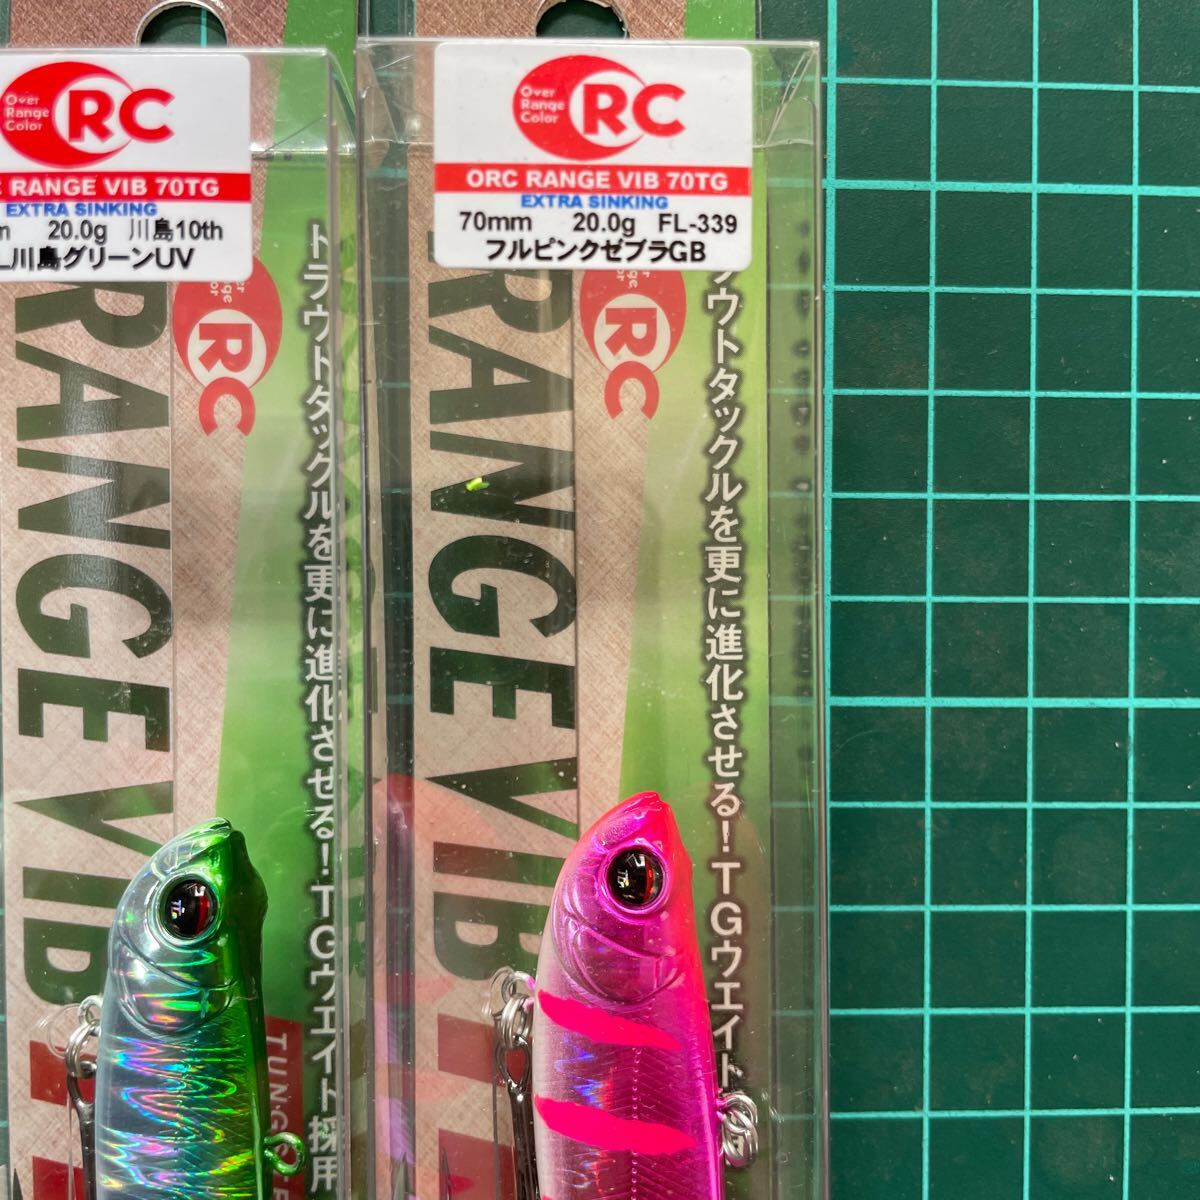 Over
Range
Color
RC
RANGE VIB 70TG
EXTRA SINKING
20.0g 川島10th
川島グリーンUV
RANGE VIB
RC
トラウトタックルを更に進化させる!TGウエイト採用
Over
Range
Color
RC
ORC RANGE VIB 70TG
EXTRA SINKING
70mm 20.0g FL-339
フルピンクゼブラGB
RANGE VIB
RC
ウトタックルを更に進化させる!TGウエイト